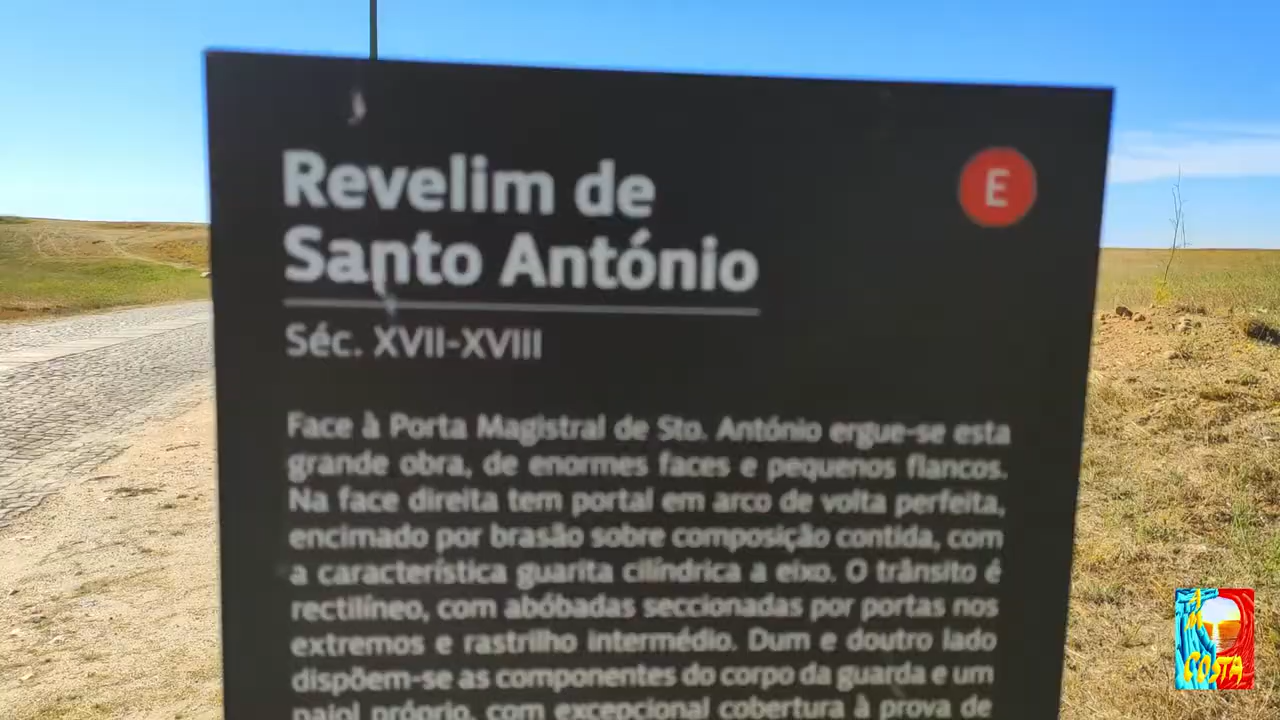 Revelim de
Santo António
E
Séc. XVII-XVIII
Face à Porta Magistral de Sto. António ergue-se esta
grande obra, de enormes faces e pequenos flancos.
Na face direita tem portal em arco de volta perfeita,
encimado por brasão sobre composição contida, com
a característica guarita cilíndrica a eixo. O trânsito é
rectilíneo, com abóbadas seccionadas por portas nos
extremos e rastrilho intermédio. Dum e doutro lado
dispõem-se as componentes do corpo da guarda e um
paiol próprio, com excepcional cobertura à prova de
COSTA